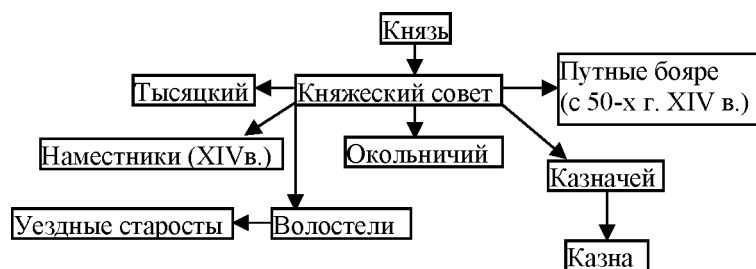 Князь
Тысяцкий
Княжеский совет
Путные бояре
(с 50-х г. XIV в.)
Наместники (XIVв.)
Окольничий
Казначей
Уездные старосты
Волостели
Казна